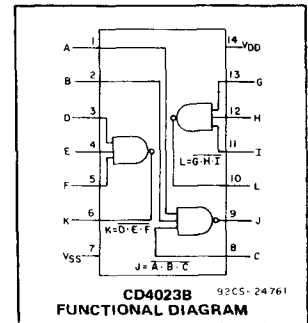 A 1
B 2
D 3
E 4
F 5
K 6
VSS 7
14 VDD
13 G
12 H
11 I
10 L
9 J
8 C
L=G·H·I
K=D·E·F
J=A·B·C
CD4023B
92CS-24761
FUNCTIONAL DIAGRAM